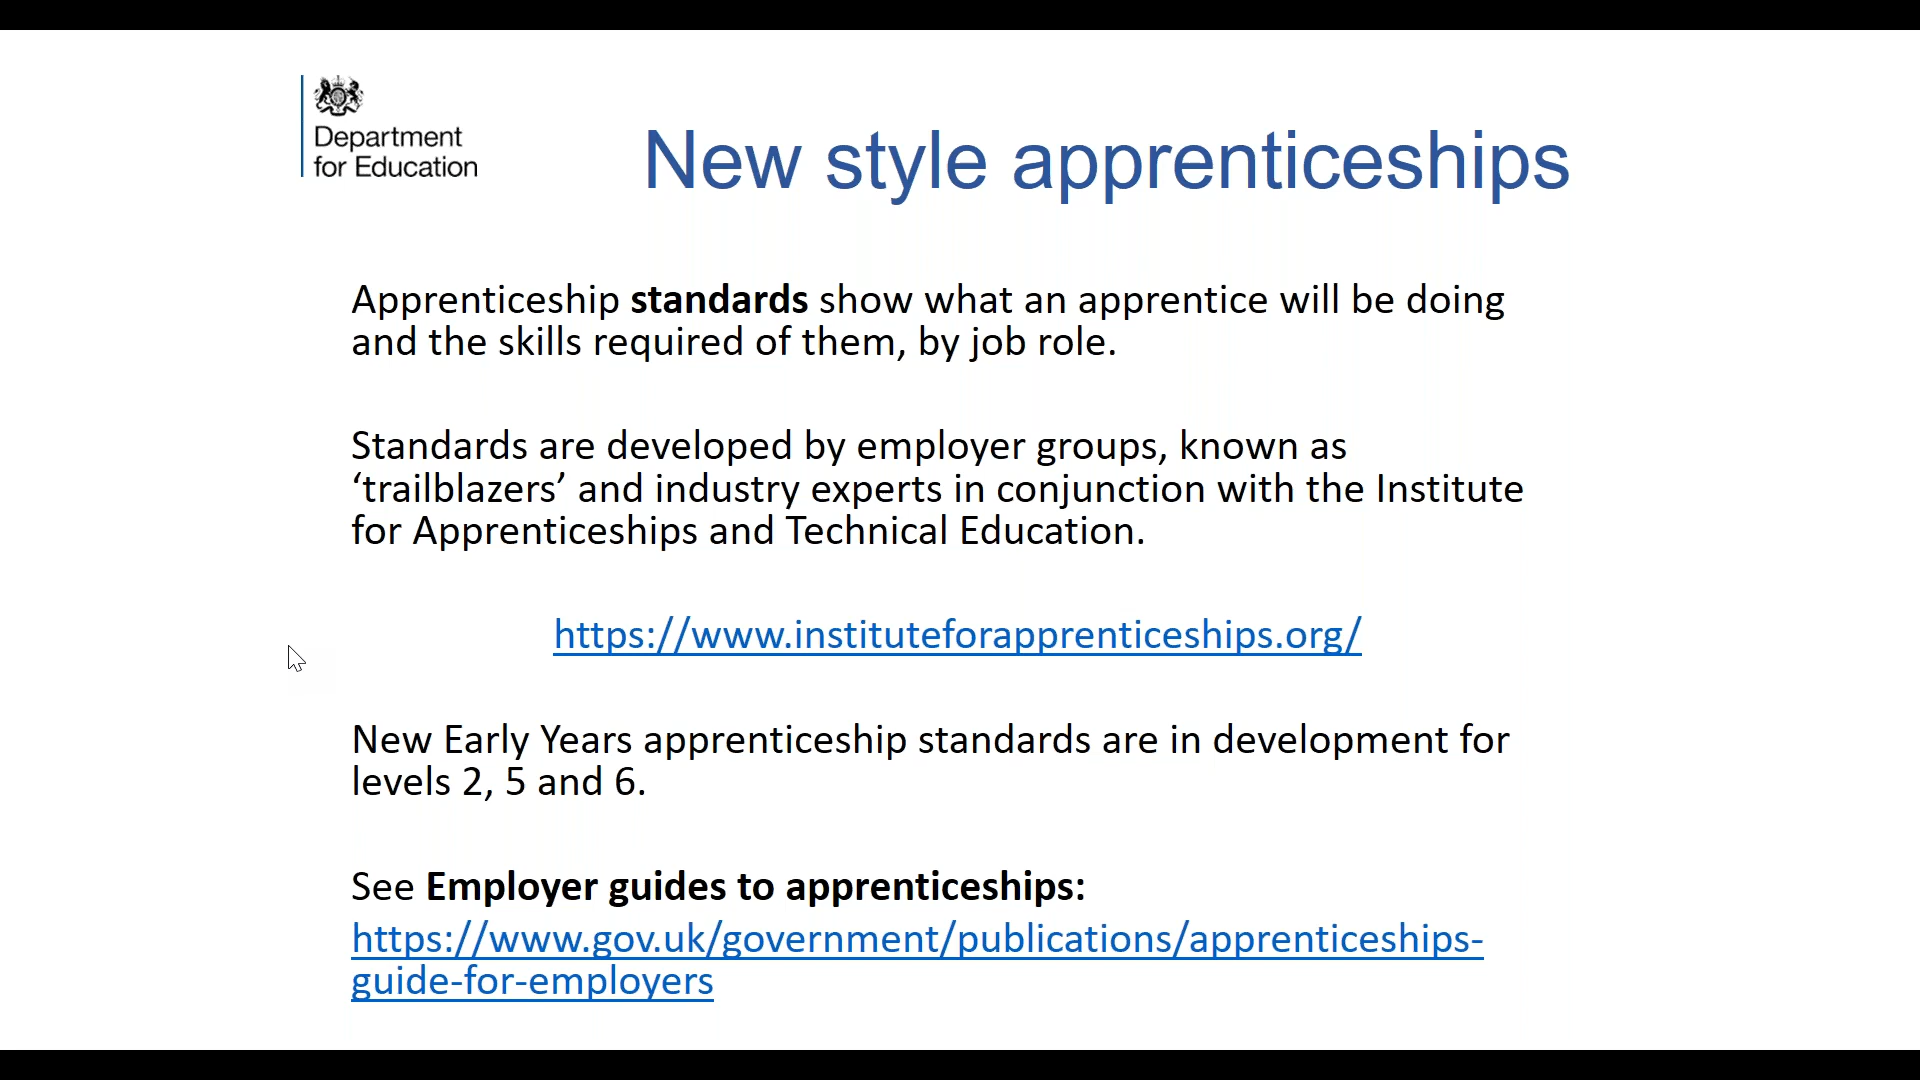 Department
for Education
New style apprenticeships
Apprenticeship standards show what an apprentice will be doing
and the skills required of them, by job role.
Standards are developed by employer groups, known as
‘trailblazers’ and industry experts in conjunction with the Institute
for Apprenticeships and Technical Education.
https://www.instituteforapprenticeships.org/
New Early Years apprenticeship standards are in development for
levels 2, 5 and 6.
See Employer guides to apprenticeships:
https://www.gov.uk/government/publications/apprenticeships-
guide-for-employers